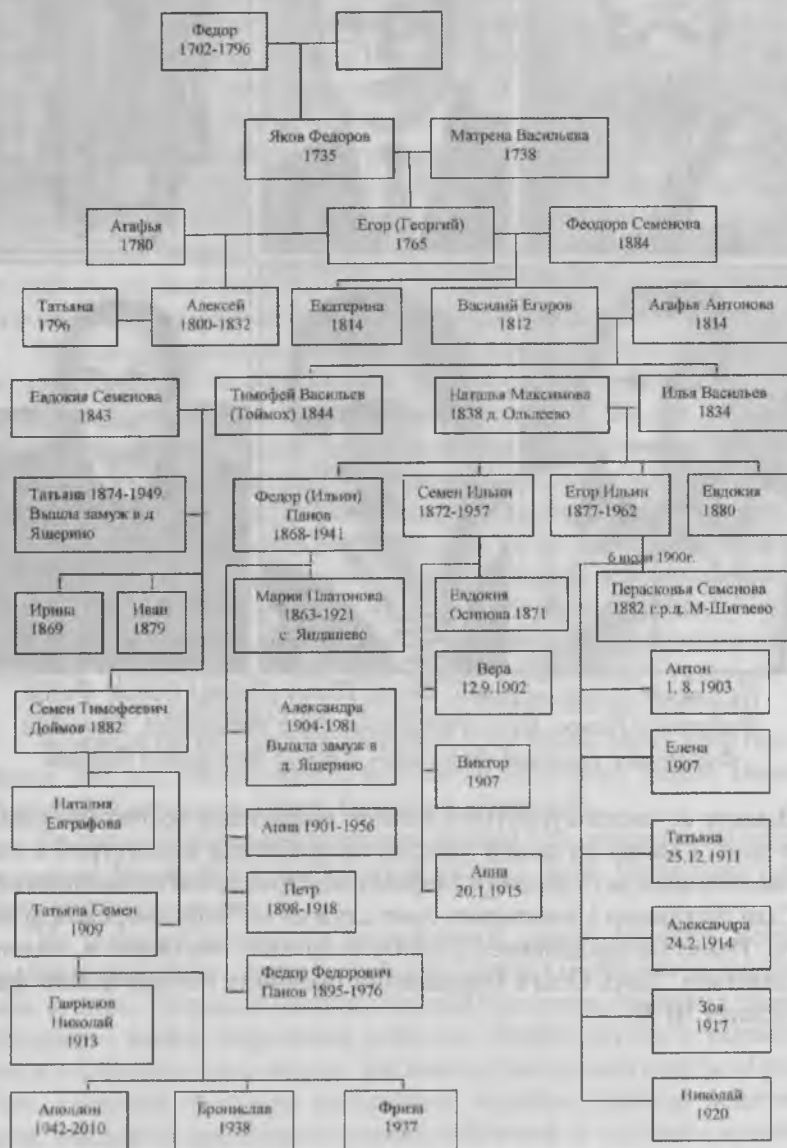 Федор
1702-1796
Яков Федоров
1735
Матрена Васильева
1738
Агафья
1780
Егор (Георгий)
1765
Феодора Семенова
1884
Татьяна
1796
Алексей
1800-1832
Екатерина
1814
Василий Егоров
1812
Агафья Антонова
1814
Евдокия Семенова
1843
Тимофей Васильев
(Тоймох) 1844
Наталья Максимова
1838 д. Ольдеево
Илья Васильев
1834
Татьяна 1874-1949.
Вышла замуж в д
Яшерино
Федор (Ильин)
Панов
1868-1941
Семен Ильин
1872-1957
Егор Ильин
1877-1962
Евдокия
1880
6 1900г.
Ирина
1869
Иван
1879
Мария Платонова
1863-1921
с. Яндашево
Евдокия
Осипова 1871
Перасковья Семенова
1882 г.р.д. М-Шигаево
Вера
12.9.1902
Антон
1. 8. 1903
Семен Тимофеевич
Доймов 1882
Александра
1904-1981
Вышла замуж в
д. Яшерино
Елена
1907
Виктор
1907
Наталия
Евграфова
Анна 1901-1956
Татьяна
25.12.1911
Анна
20.1.1915
Петр
1898-1918
Татьяна Семен
1909
Александра
24.2.1914
Федор Федорович
Панов 1895-1976
Гаврилов
Николай
1913
Зоя
1917
Николай
1920
Аполлон
1942-2010
Бронислав
1938
Фриза
1937